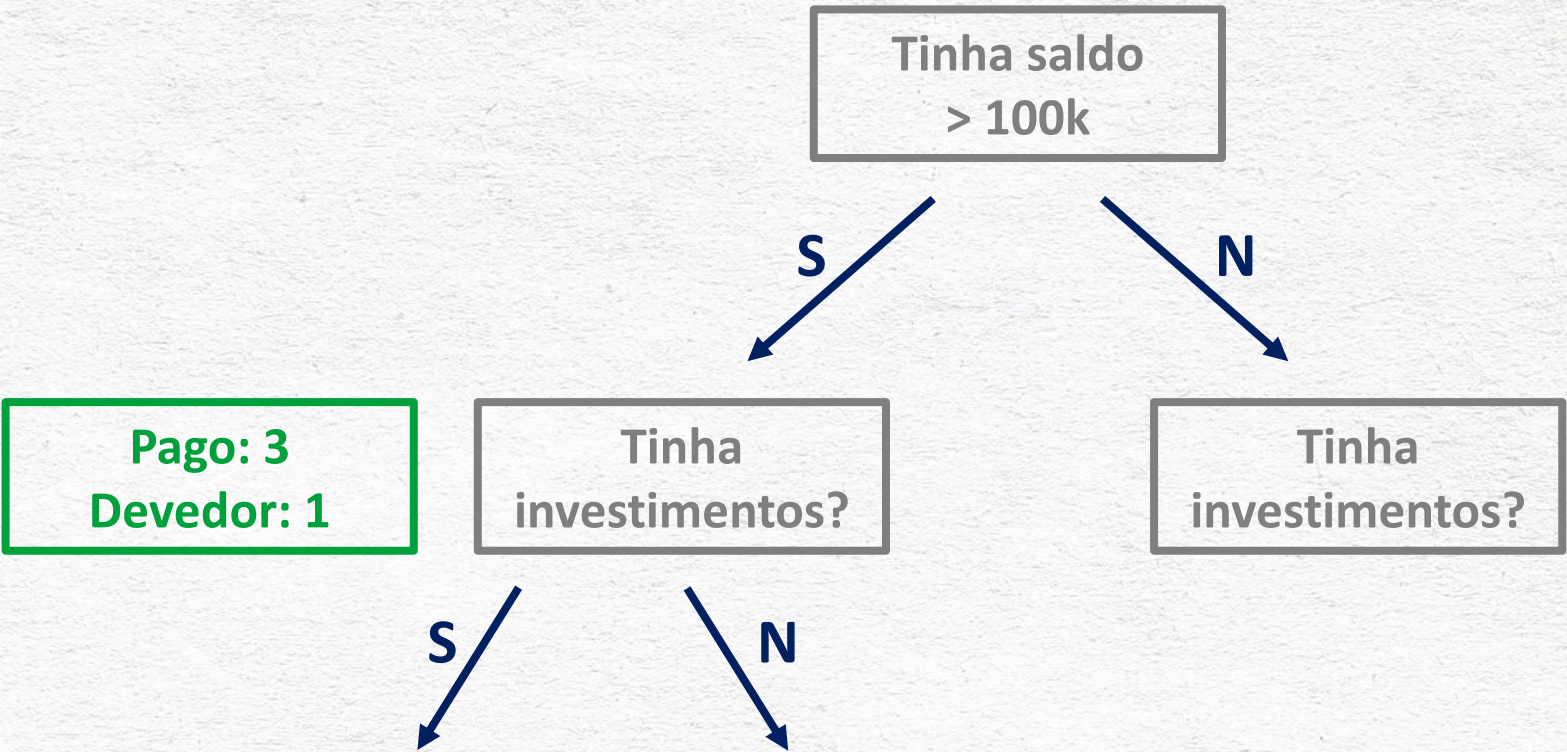 Tinha saldo
> 100k
S
N
Pago: 3
Devedor: 1
Tinha
investimentos?
Tinha
investimentos?
S
N